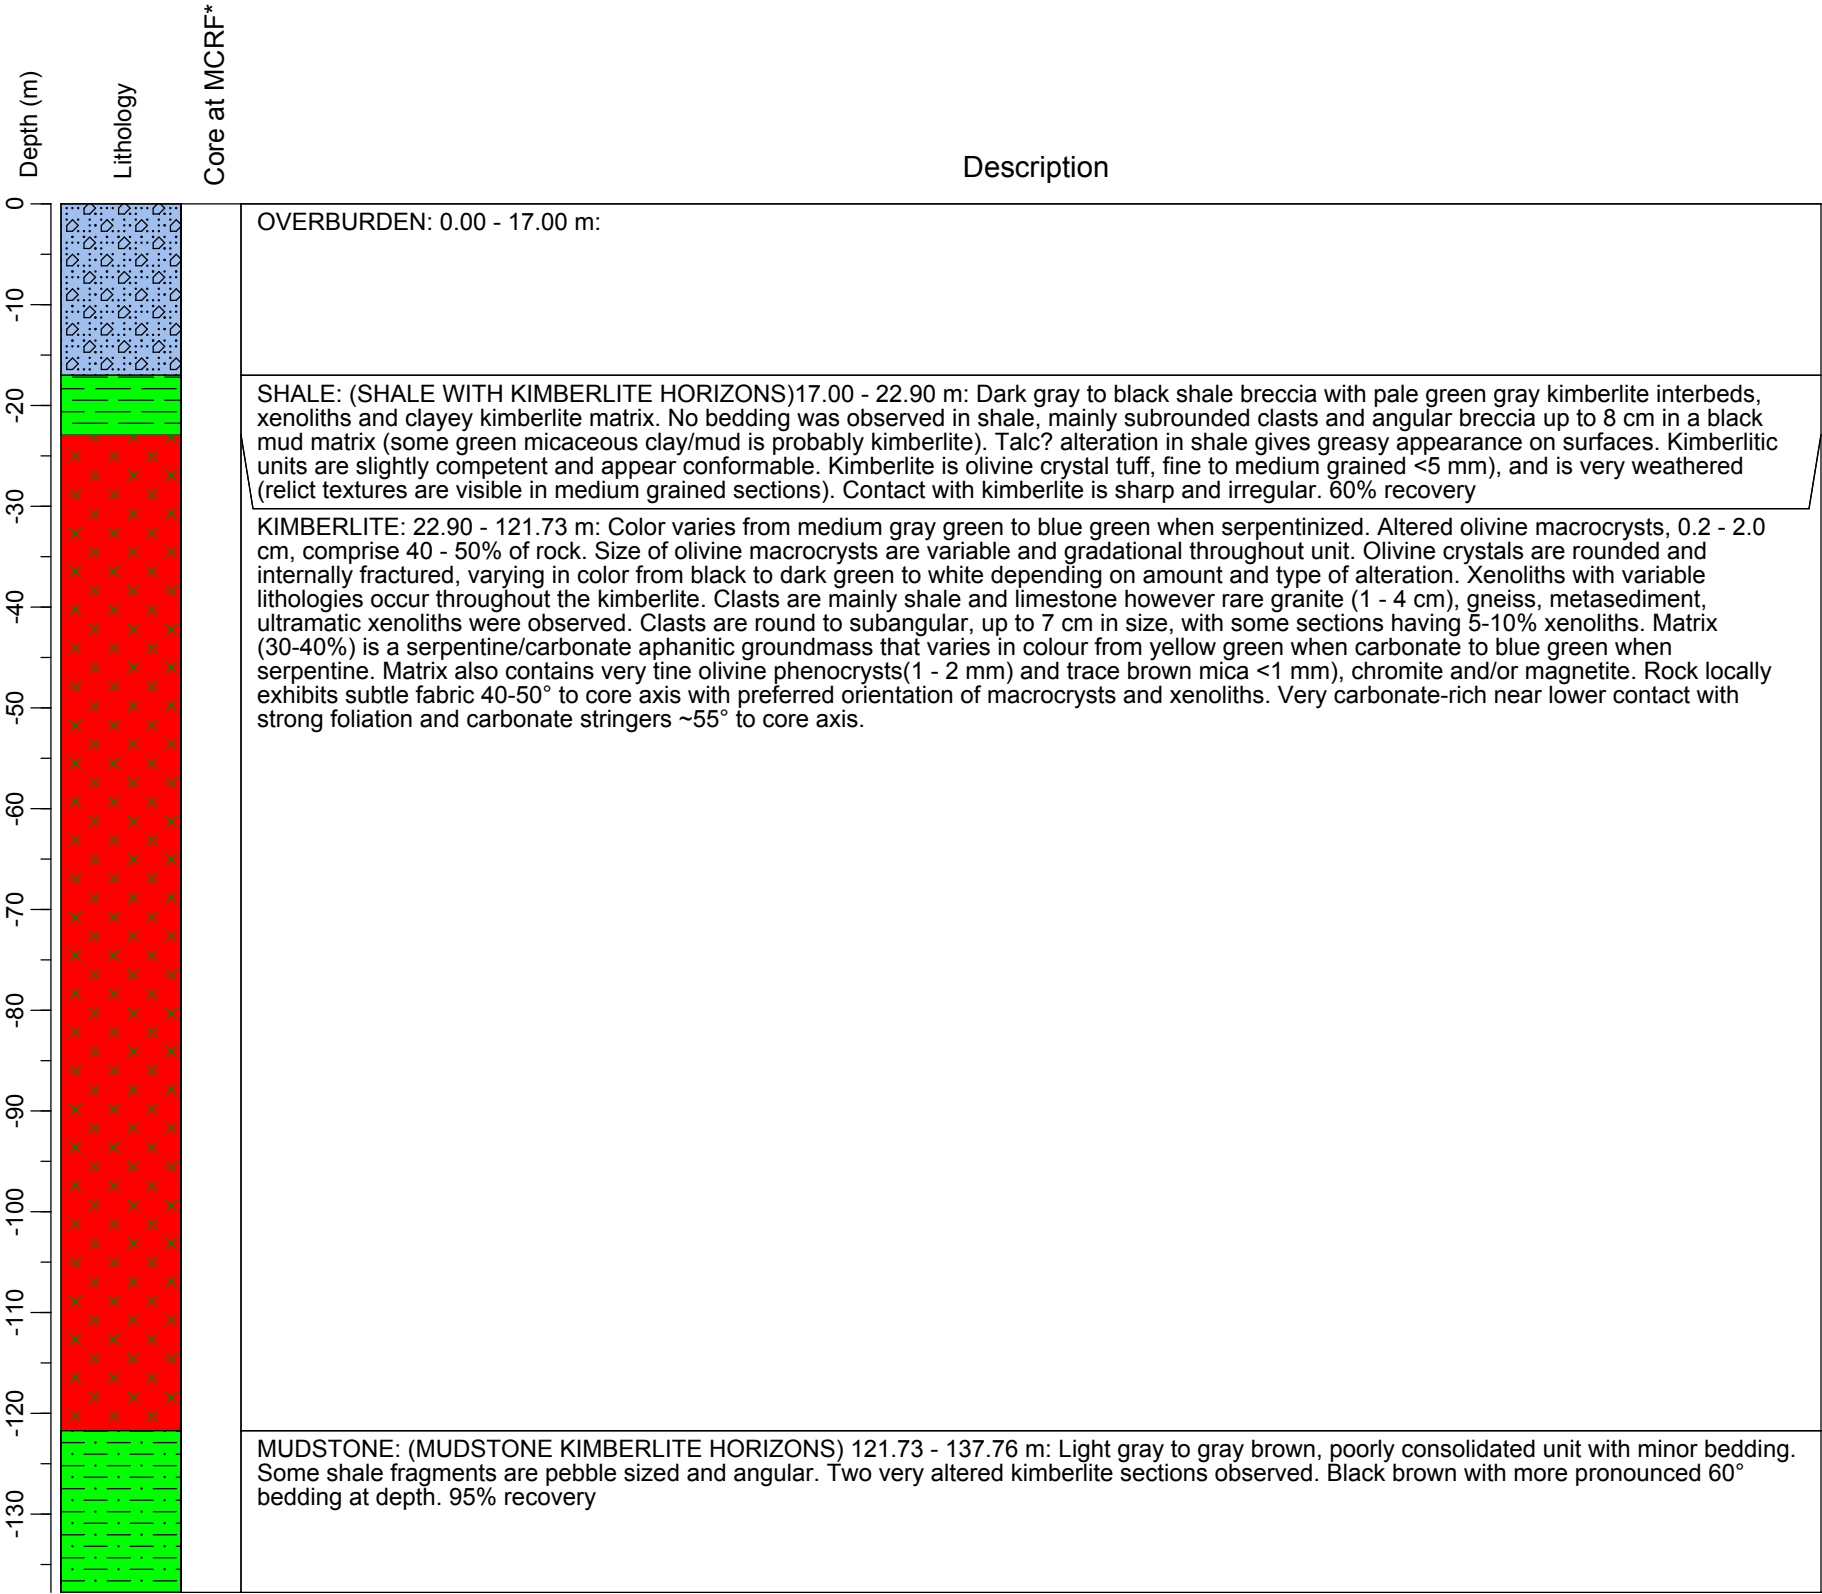 Depth (m)
Lithology
Core at MCRF*
Description
0
-10
-20
-30
-40
-50
-60
-70
-80
-90
-100
-110
-120
-130
OVERBURDEN: 0.00 - 17.00 m:
SHALE: (SHALE WITH KIMBERLITE HORIZONS)17.00 - 22.90 m: Dark gray to black shale breccia with pale green gray kimberlite interbeds,
xenoliths and clayey kimberlite matrix. No bedding was observed in shale, mainly subrounded clasts and angular breccia up to 8 cm in a black
mud matrix (some green micaceous clay/mud is probably kimberlite). Talc? alteration in shale gives greasy appearance on surfaces. Kimberlitic
units are slightly competent and appear conformable. Kimberlite is olivine crystal tuff, fine to medium grained <5 mm), and is very weathered
(relict textures are visible in medium grained sections). Contact with kimberlite is sharp and irregular. 60% recovery
KIMBERLITE: 22.90 - 121.73 m: Color varies from medium gray green to blue green when serpentinized. Altered olivine macrocrysts, 0.2 - 2.0
cm, comprise 40 - 50% of rock. Size of olivine macrocrysts are variable and gradational throughout unit. Olivine crystals are rounded and
internally fractured, varying in color from black to dark green to white depending on amount and type of alteration. Xenoliths with variable
lithologies occur throughout the kimberlite. Clasts are mainly shale and limestone however rare granite (1 - 4 cm), gneiss, metasediment,
ultramatic xenoliths were observed. Clasts are round to subangular, up to 7 cm in size, with some sections having 5-10% xenoliths. Matrix
(30-40%) is a serpentine/carbonate aphanitic groundmass that varies in colour from yellow green when carbonate to blue green when
serpentine. Matrix also contains very tine olivine phenocrysts(1 - 2 mm) and trace brown mica <1 mm), chromite and/or magnetite. Rock locally
exhibits subtle fabric 40-50° to core axis with preferred orientation of macrocrysts and xenoliths. Very carbonate-rich near lower contact with
strong foliation and carbonate stringers ~55° to core axis.
MUDSTONE: (MUDSTONE KIMBERLITE HORIZONS) 121.73 - 137.76 m: Light gray to gray brown, poorly consolidated unit with minor bedding.
Some shale fragments are pebble sized and angular. Two very altered kimberlite sections observed. Black brown with more pronounced 60°
bedding at depth. 95% recovery